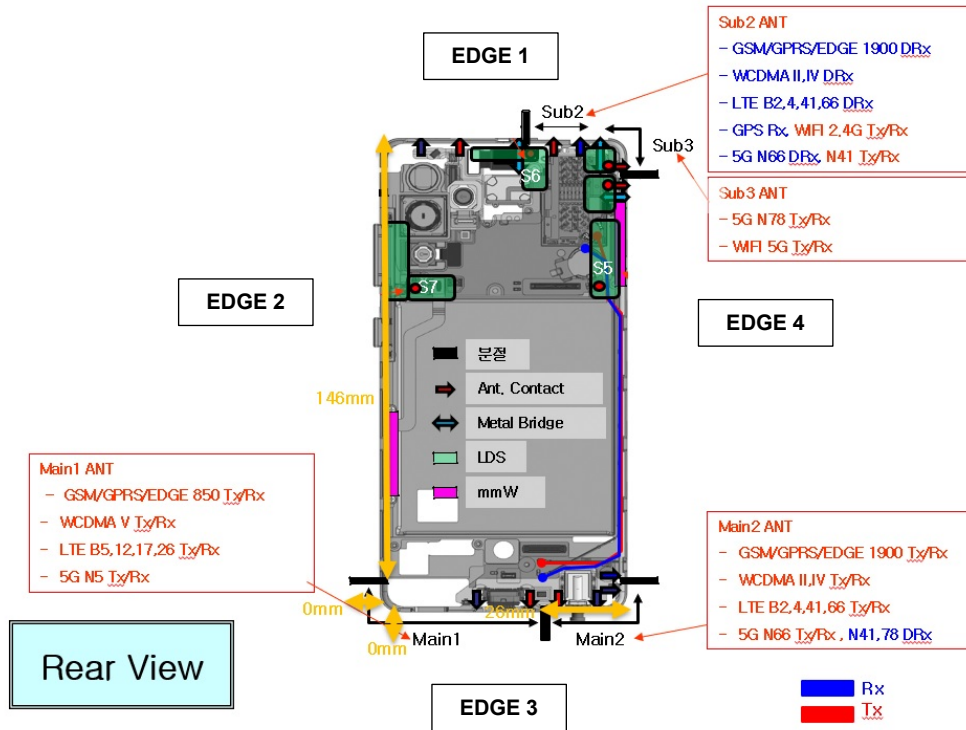 EDGE 1
Sub2 ANT
- GSM/GPRS/EDGE 1900 DRx
- WCDMA II,IV DRx
- LTE B2,4,41,66 DRx
- GPS Rx, WIFI 2,4G Tx/Rx
- 5G N66 DRx, N41 Tx/Rx
Sub2
Sub3
Sub3 ANT
- 5G N78 Tx/Rx
- WIFI 5G Tx/Rx
S6
S5
S7
EDGE 2
EDGE 4
146mm
분절
Ant. Contact
Metal Bridge
LDS
mmW
Main1 ANT
- GSM/GPRS/EDGE 850 Tx/Rx
- WCDMA V Tx/Rx
- LTE B5,12,17,26 Tx/Rx
- 5G N5 Tx/Rx
Main2 ANT
- GSM/GPRS/EDGE 1900 Tx/Rx
- WCDMA II,IV Tx/Rx
- LTE B2,4,41,66 Tx/Rx
- 5G N66 Tx/Rx , N41,78 DRx
0mm
26mm
0mm
Main1
Main2
Rear View
EDGE 3
Rx
Tx